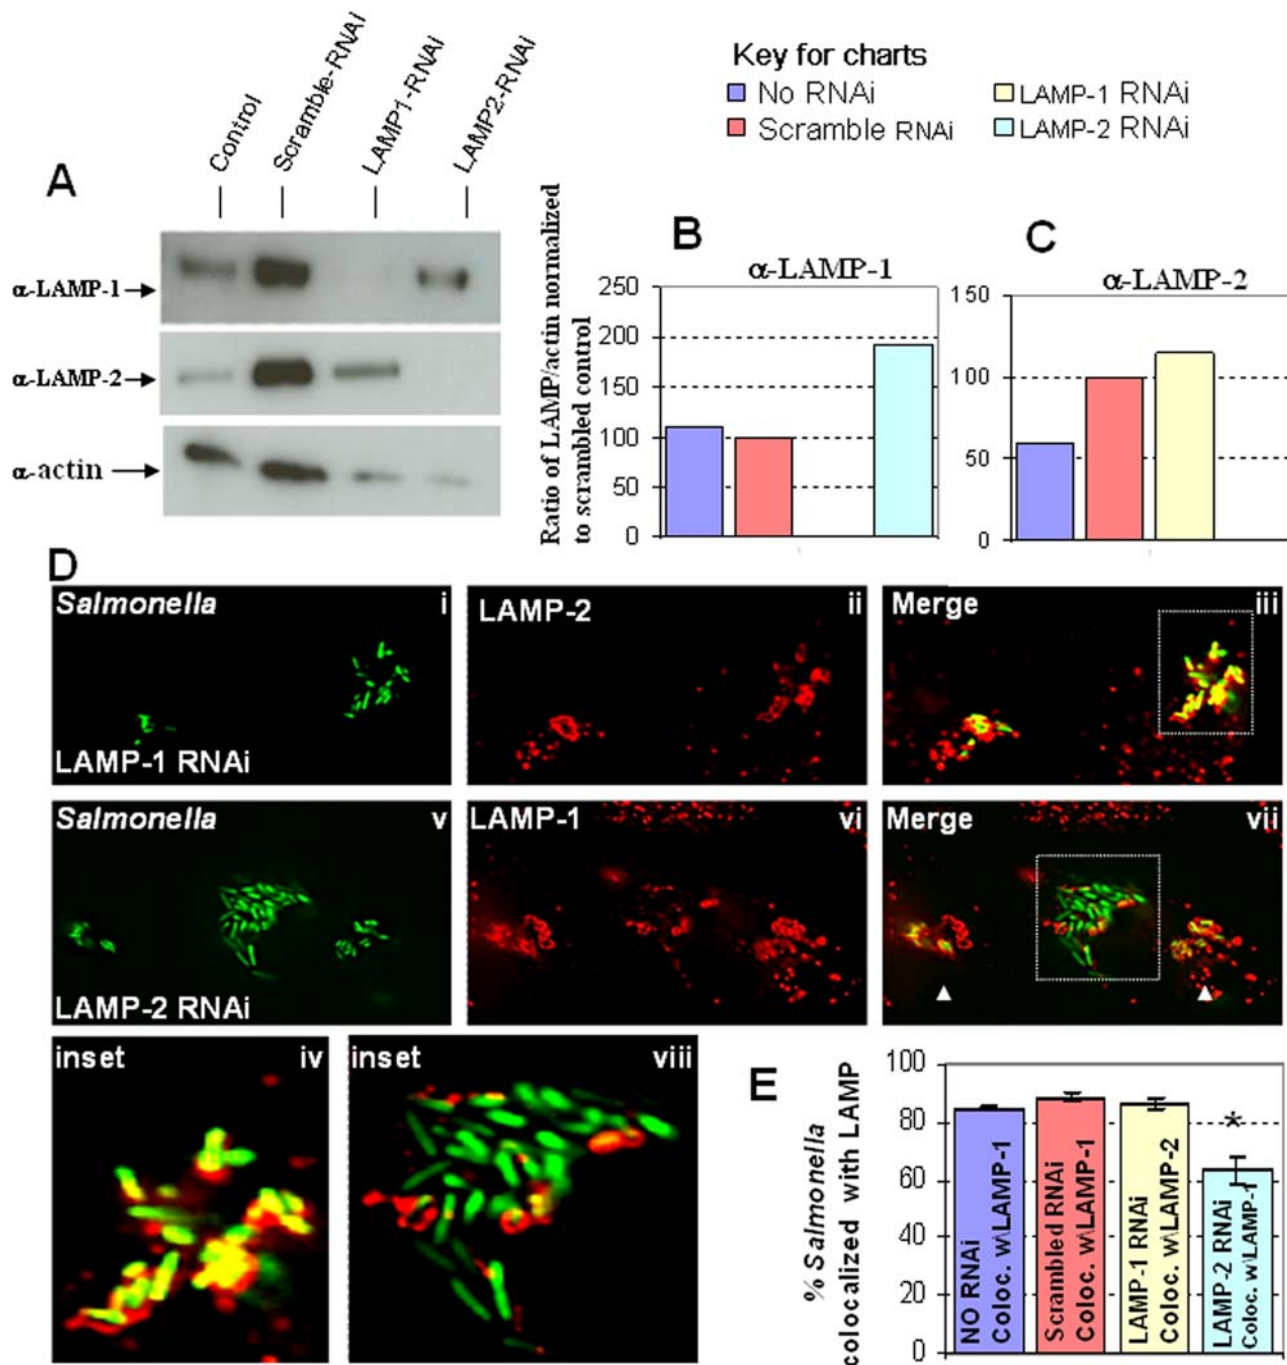 Control
Scramble-RNAi
LAMP1-RNAi
LAMP2-RNAi
Key for charts
No RNAi
LAMP-1 RNAi
Scramble RNAi
LAMP-2 RNAi
A
α-LAMP-1
α-LAMP-2
α-actin
B
α-LAMP-1
Ratio of LAMP/actin normalized
to scrambled control
250
200
150
100
50
0
C
α-LAMP-2
150
100
50
0
D
Salmonella
i
LAMP-1 RNAi
LAMP-2
ii
Merge
iii
Salmonella
v
LAMP-2 RNAi
LAMP-1
vi
Merge
vii
inset
iv
inset
viii
E
% Salmonella
colocalized with LAMP
100
80
60
40
20
0
NO RNAi
Coloc. w\LAMP-1
Scrambled RNAi
Coloc. w\LAMP-1
LAMP-1 RNAi
Coloc. w\LAMP-2
*
LAMP-2 RNAi
Coloc. w\LAMP-1